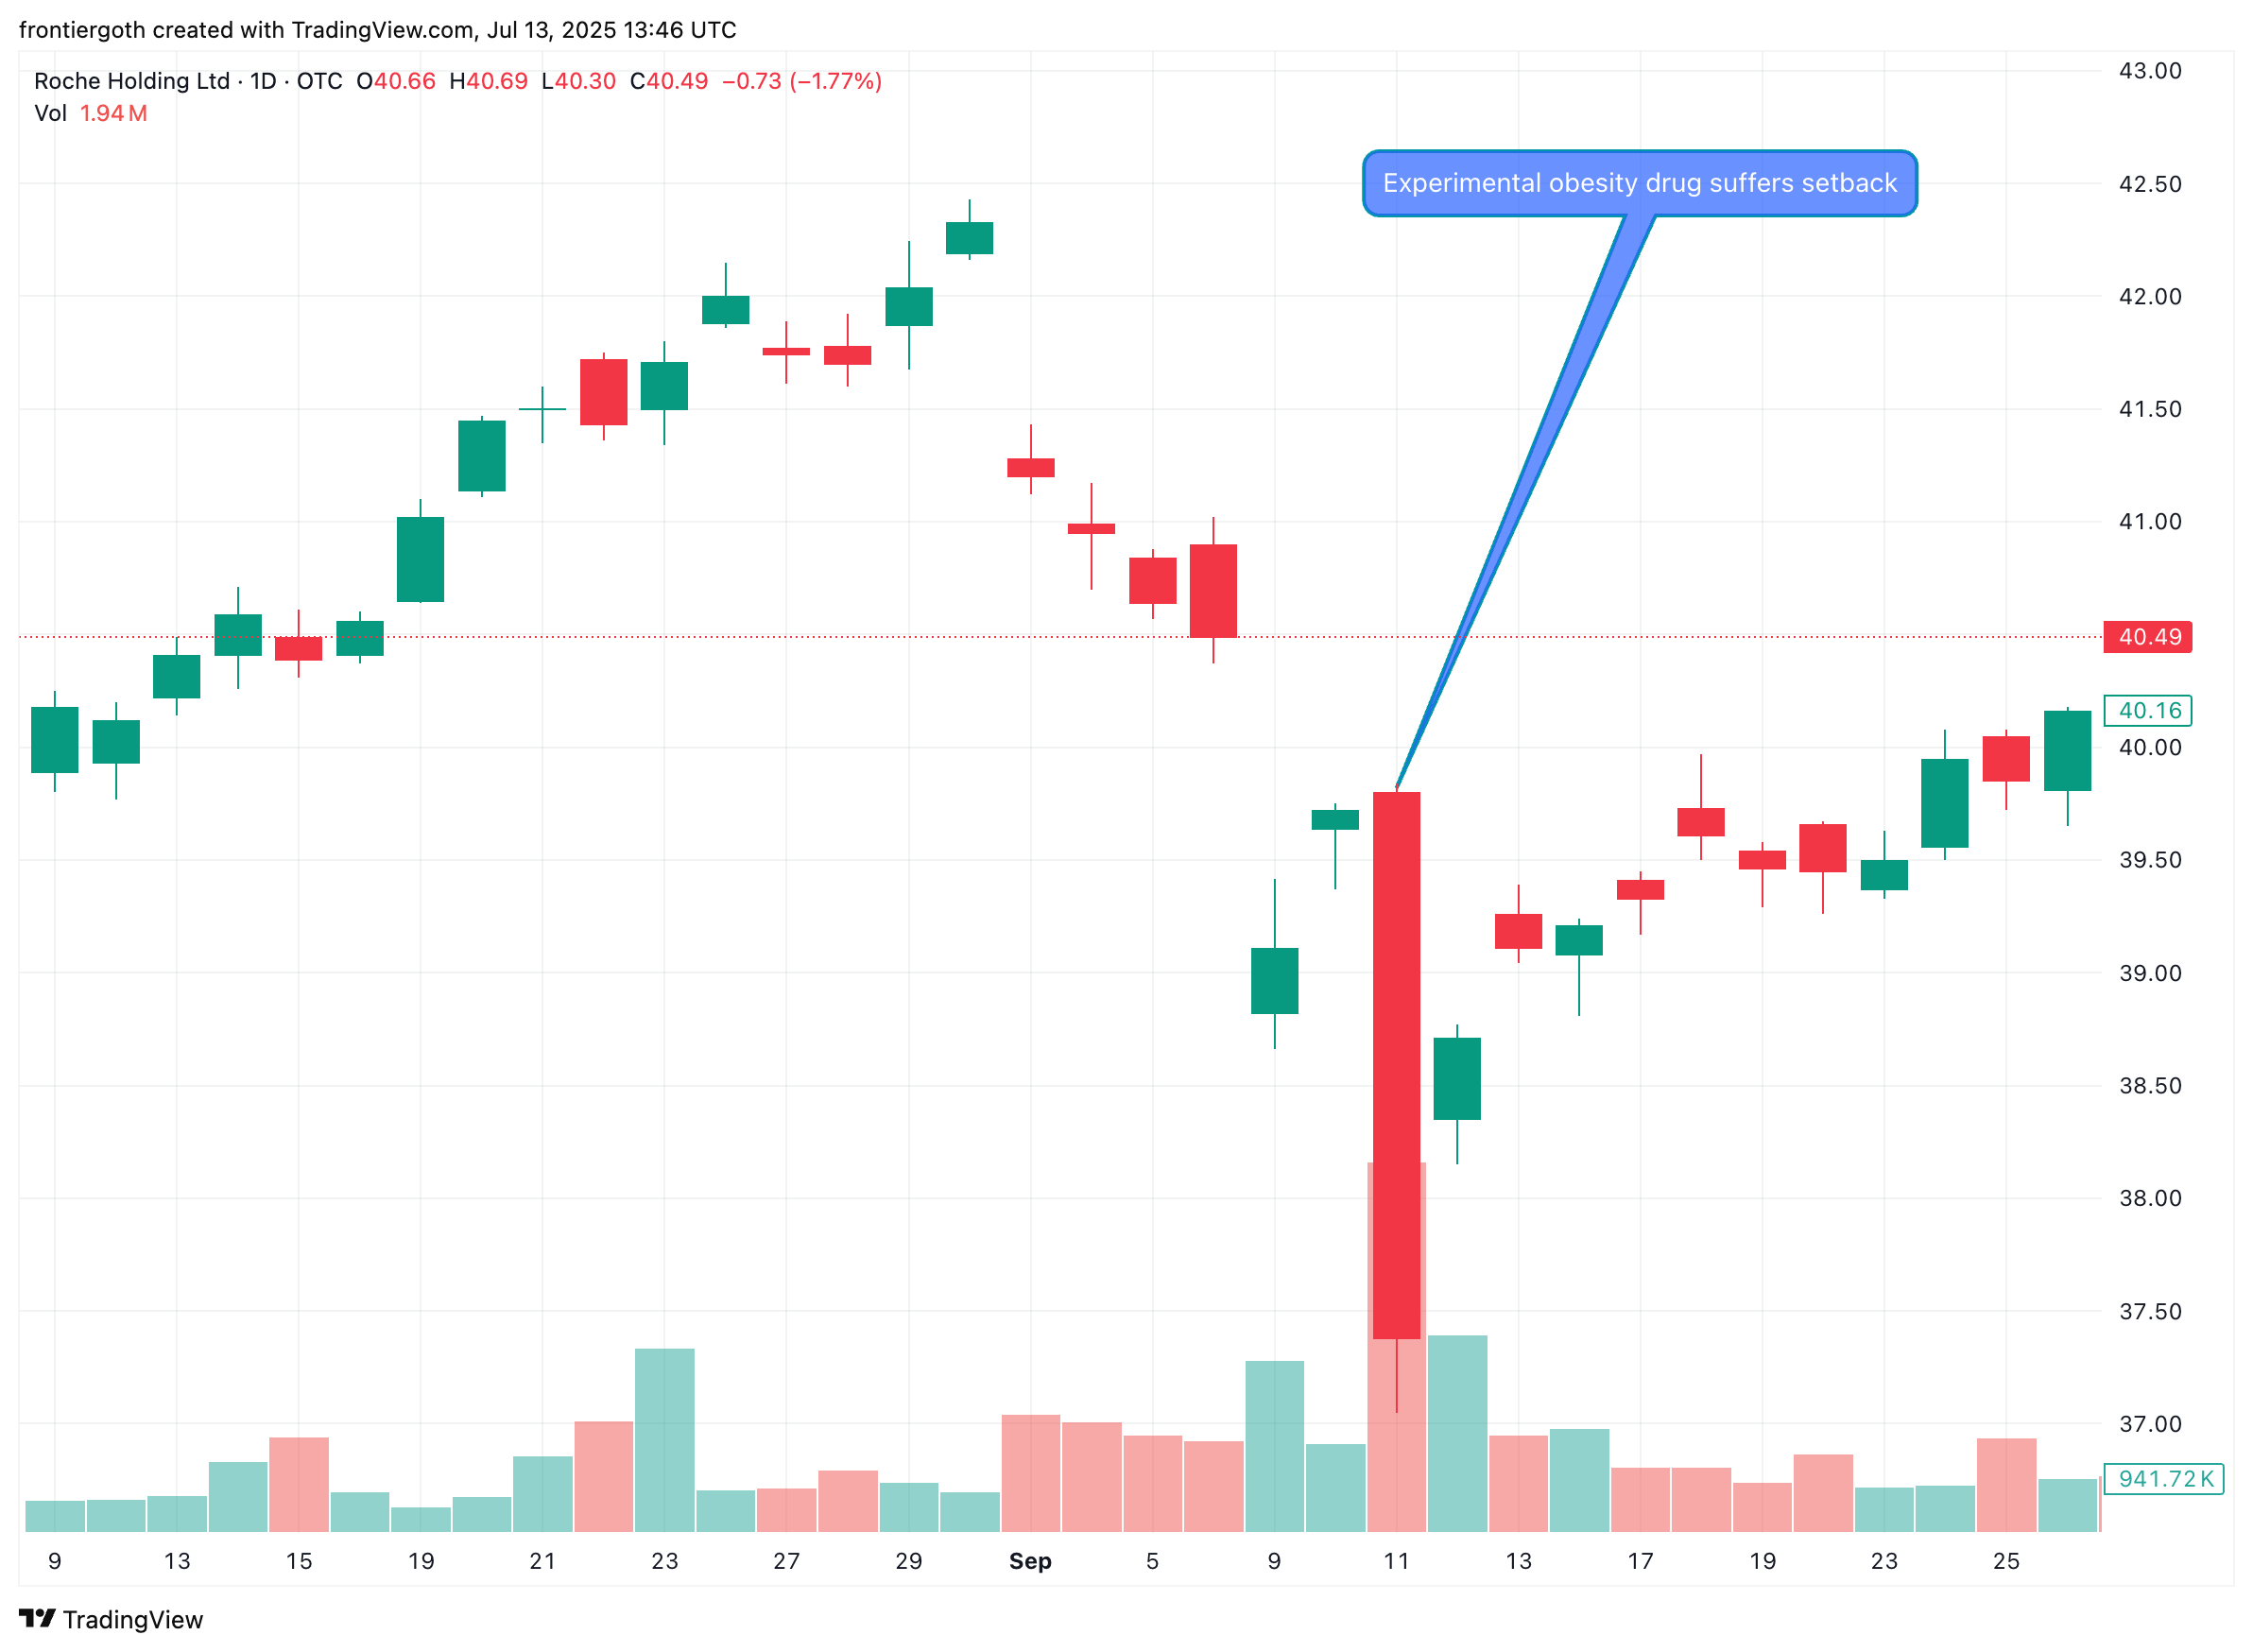 frontiergoth created with TradingView.com, Jul 13, 2025 13:46 UTC
Roche Holding Ltd · 1D · OTC O40.66 H40.69 L40.30 C40.49 −0.73 (−1.77%)
Vol 1.94 M
Experimental obesity drug suffers setback
43.00
42.50
42.00
41.50
41.00
40.49
40.16
40.00
39.50
39.00
38.50
38.00
37.50
37.00
941.72 K
9 13 15 19 21 23 27 29 Sep 5 9 11 13 17 19 23 25
TradingView